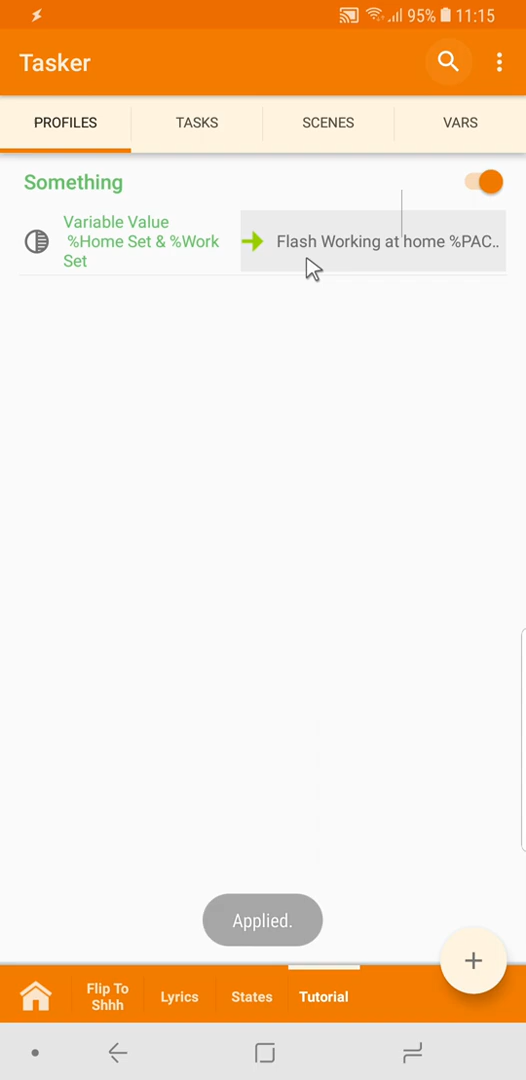 95% 11:15
Tasker
PROFILES TASKS SCENES VARS
Something
Variable Value
%Home Set & %Work
Set
Flash Working at home %PAC..
Applied.
Flip To
Shhh
Lyrics
States
Tutorial